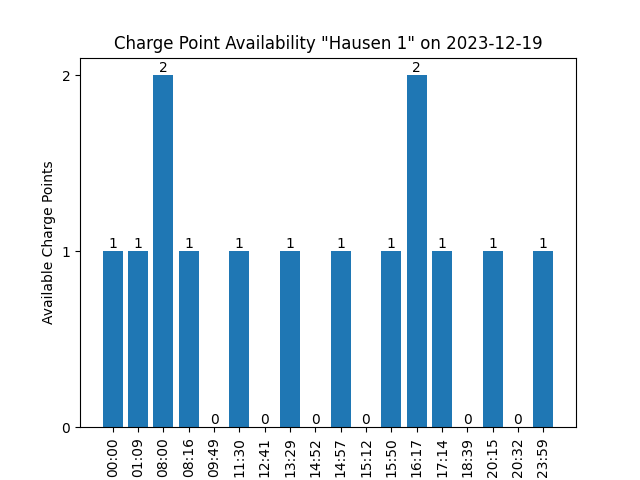 Charge Point Availability "Hausen 1" on 2023-12-19
Available Charge Points
2
1
0
1 1 2 1 0 1 0 1 0 1 0 1 2 1 0 1 0 1
00:00 01:09 08:00 08:16 09:49 11:30 12:41 13:29 14:52 14:57 15:12 15:50 16:17 17:14 18:39 20:15 20:32 23:59